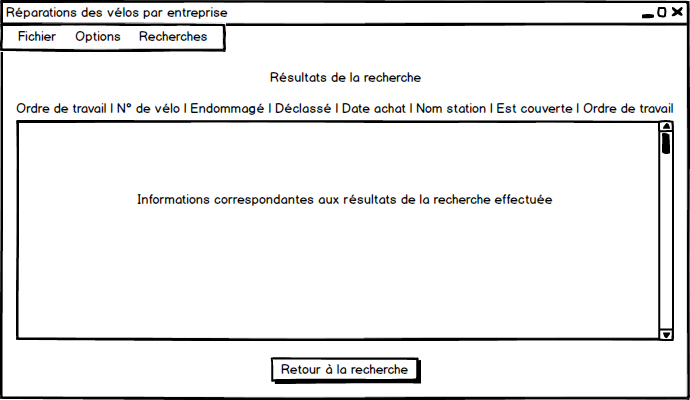 Réparations des vélos par entreprise
Fichier Options Recherches
Résultats de la recherche
Ordre de travail | N° de vélo | Endommagé | Déclassé | Date achat | Nom station | Est couverte | Ordre de travail
Informations correspondantes aux résultats de la recherche effectuée
Retour à la recherche